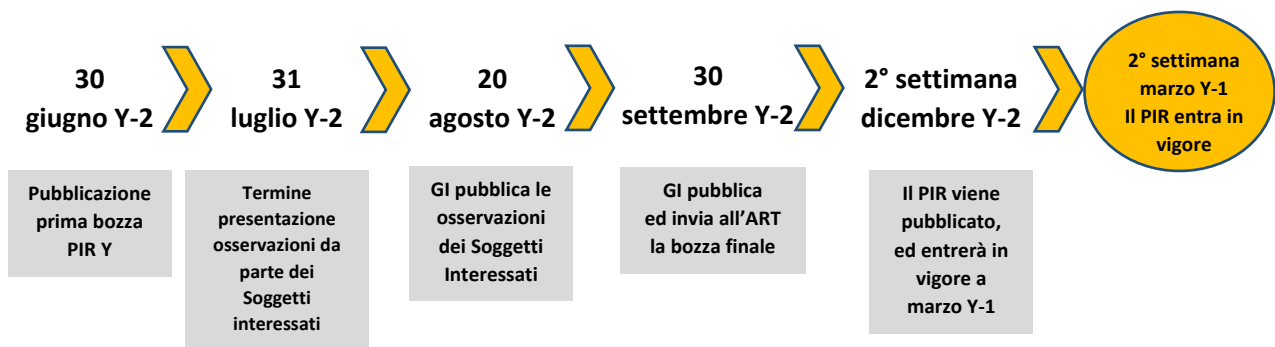 30
giugno Y-2
31
luglio Y-2
20
agosto Y-2
30
settembre Y-2
2° settimana
dicembre Y-2
2° settimana
marzo Y-1
Il PIR entra in
vigore
Pubblicazione
prima bozza
PIR Y
Termine
presentazione
osservazioni da
parte dei
Soggetti
interessati
GI pubblica le
osservazioni
dei Soggetti
Interessati
GI pubblica
ed invia all'ART
la bozza finale
Il PIR viene
pubblicato,
ed entrerà in
vigore a
marzo Y-1